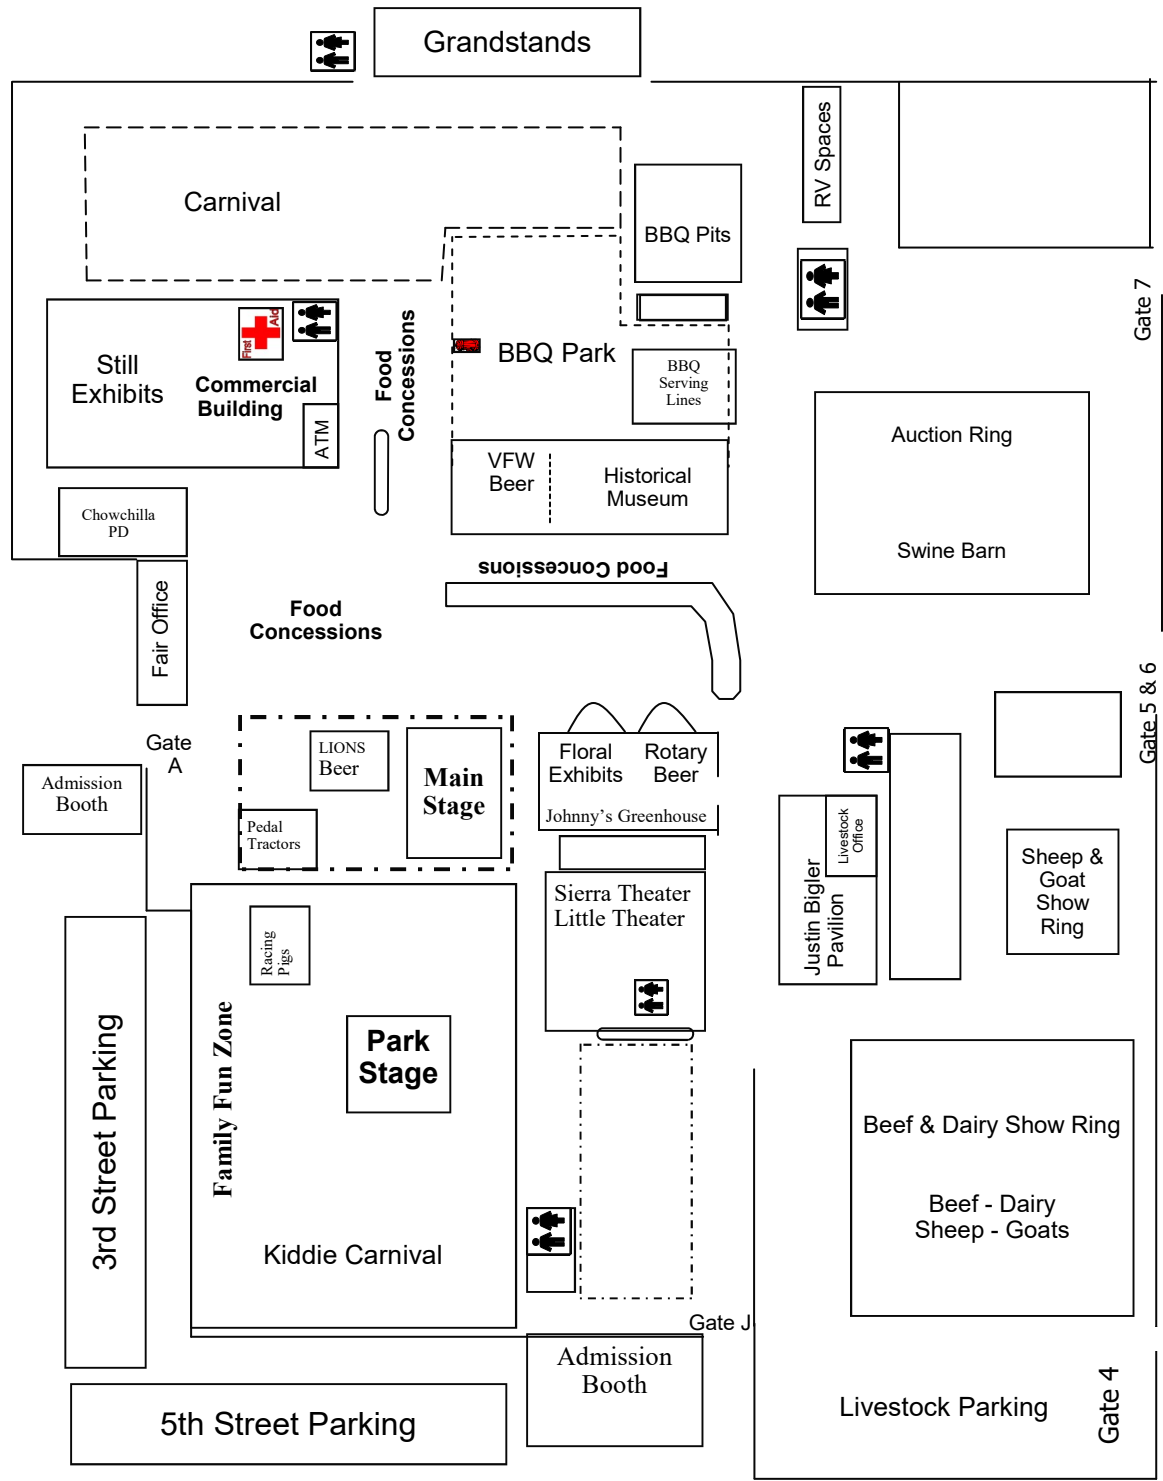 Grandstands
RV Spaces
Carnival
BBQ Pits
Gate 7
First
Aid
Still
Exhibits
Commercial
Building
ATM
Food
Concessions
BBQ Park
BBQ
Serving
Lines
VFW
Beer
Historical
Museum
Auction Ring
Swine Barn
Chowchilla
PD
Fair Office
Food Concessions
Food
Concessions
Gate 5 & 6
Gate
A
Admission
Booth
LIONS
Beer
Main
Stage
Pedal
Tractors
Floral
Exhibits
Rotary
Beer
Johnny's Greenhouse
Livestock
Office
Justin Bigler
Pavilion
Sheep &
Goat
Show
Ring
Sierra Theater
Little Theater
Racing
Pigs
Family Fun Zone
Park
Stage
3rd Street Parking
Kiddie Carnival
Beef & Dairy Show Ring
Beef - Dairy
Sheep - Goats
Gate J
Admission
Booth
5th Street Parking
Livestock Parking
Gate 4